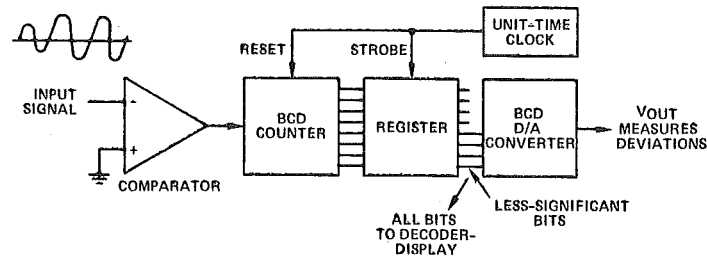 UNIT-TIME
CLOCK
RESET
STROBE
INPUT
SIGNAL
-
+
COMPARATOR
BCD
COUNTER
REGISTER
BCD
D/A
CONVERTER
VOUT
MEASURES
DEVIATIONS
ALL BITS
TO DECODER-
DISPLAY
LESS-SIGNIFICANT
BITS